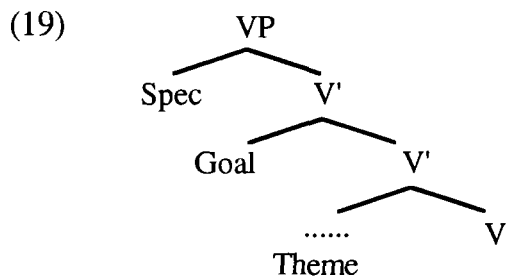 (19)
VP
Spec V'
Goal V'
......
Theme V